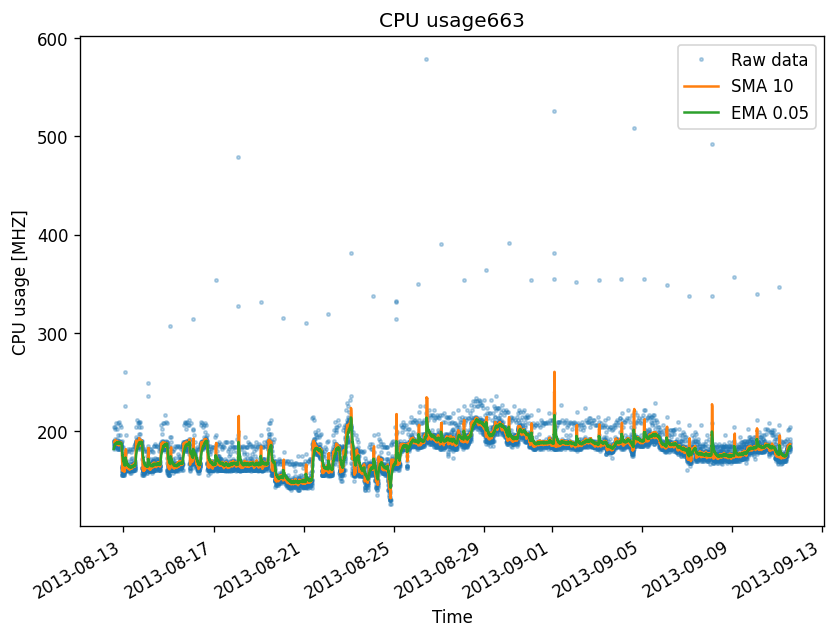 CPU usage663
600
500
400
300
200
CPU usage [MHZ]
Raw data
SMA 10
EMA 0.05
2013-08-13
2013-08-17
2013-08-21
2013-08-25
2013-08-29
2013-09-01
2013-09-05
2013-09-09
2013-09-13
Time